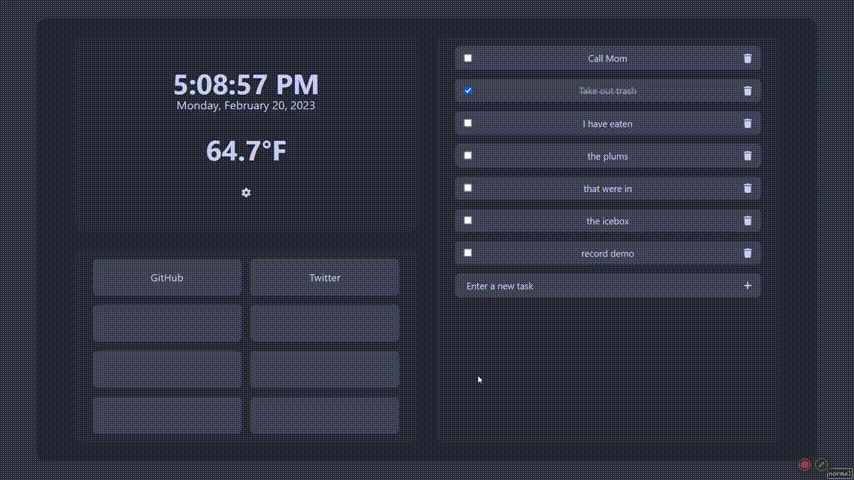 5:08:57 PM
Monday, February 20, 2023
64.7°F
GitHub
Twitter
Call Mom
Take out trash
I have eaten
the plums
that were in
the icebox
record demo
Enter a new task
normal